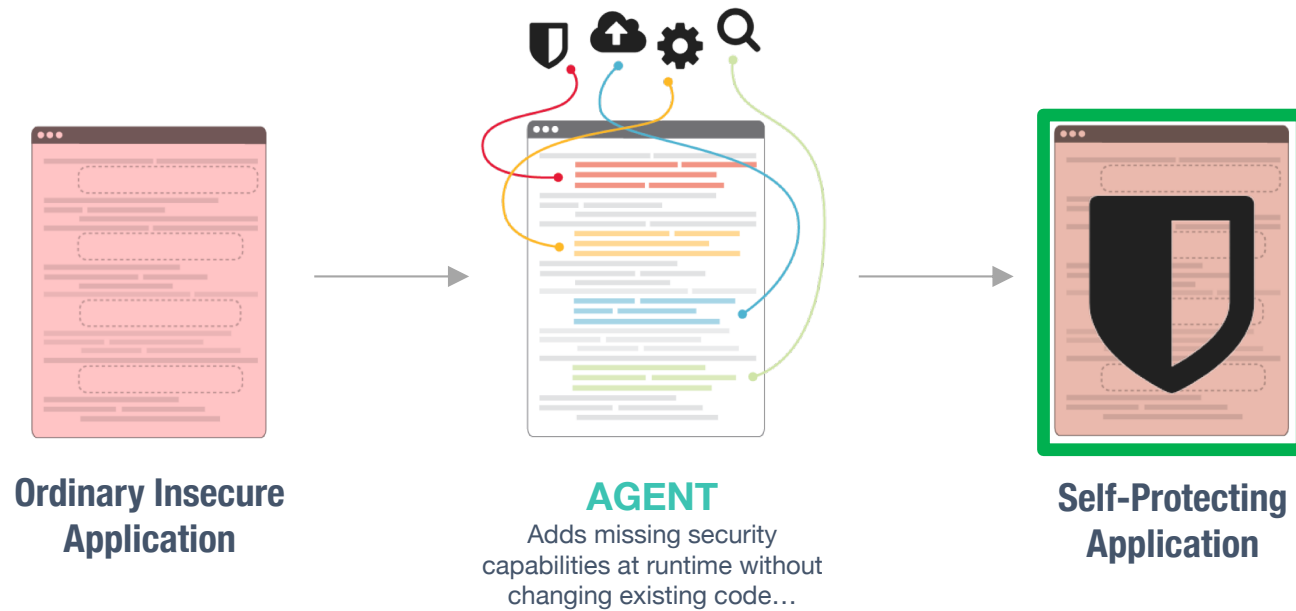 Ordinary Insecure
Application
AGENT
Adds missing security
capabilities at runtime without
changing existing code…
Self-Protecting
Application